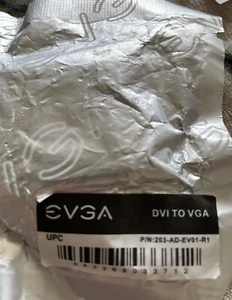 EVGA DVI TO VGA
UPC P/N:203-AD-EV01-R1